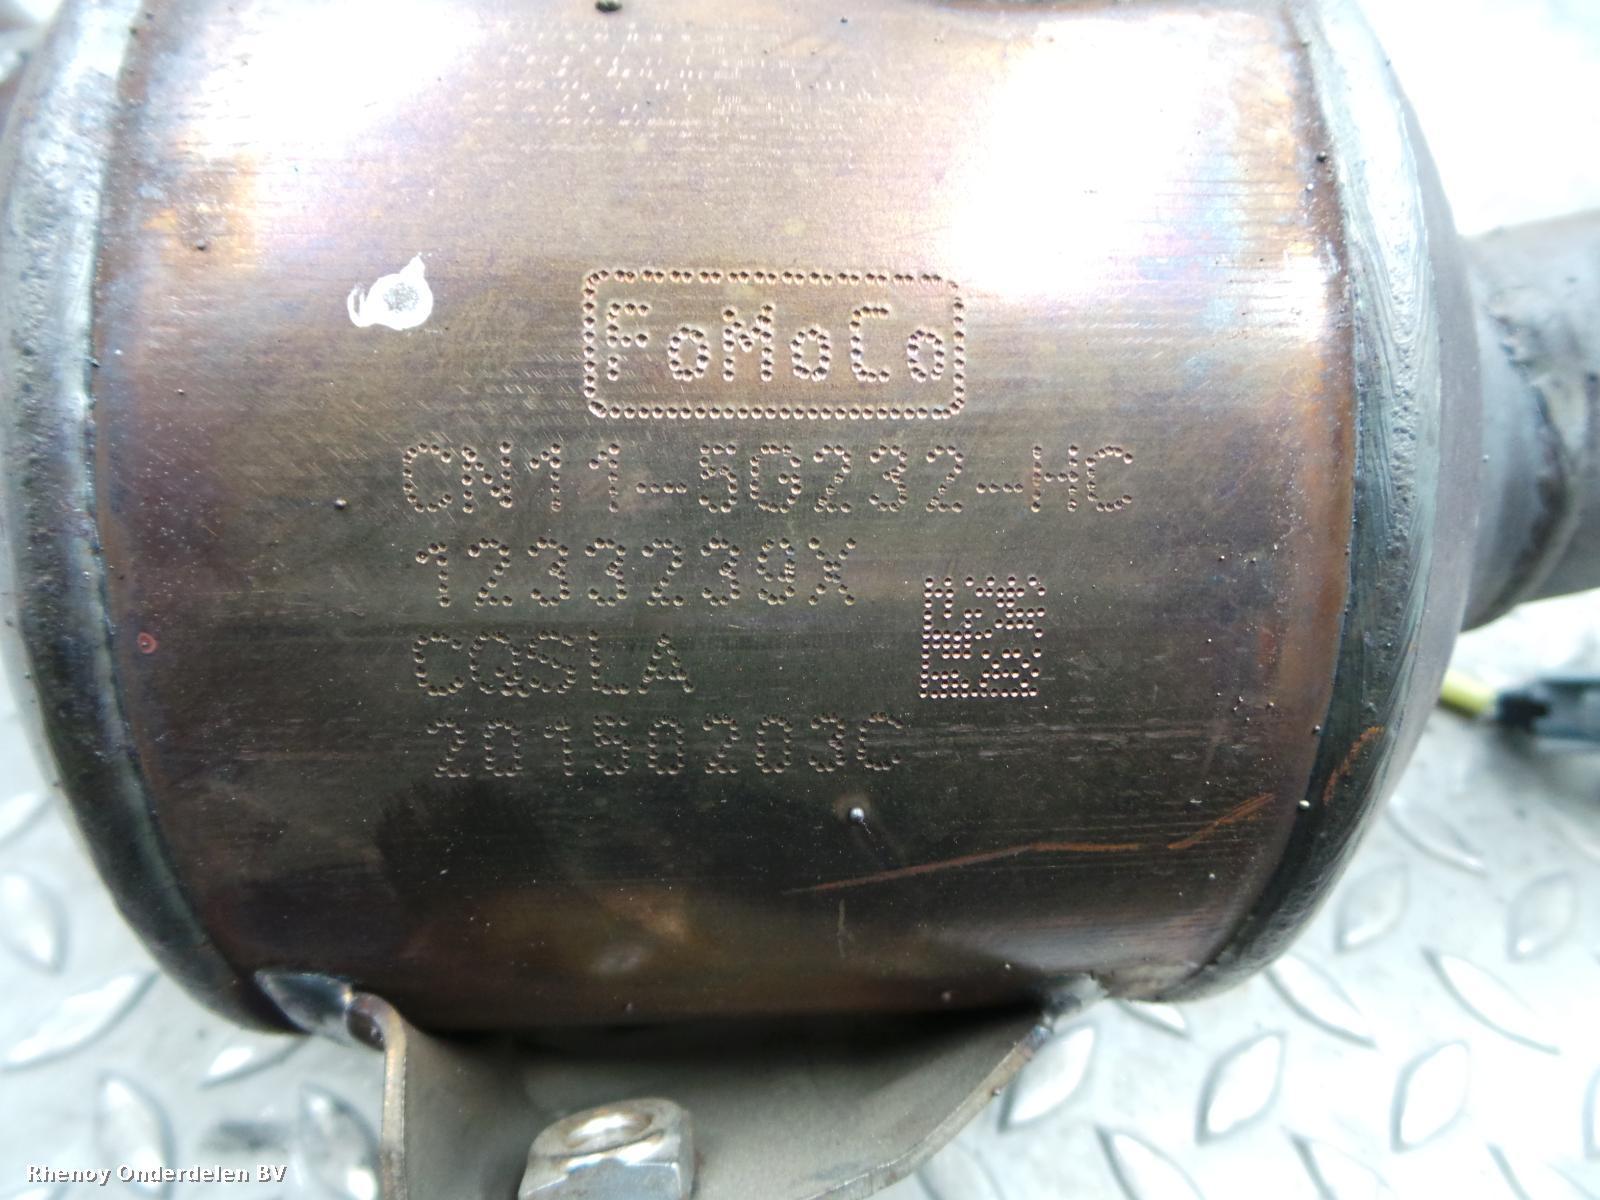 FoMoCo
CN11-5G232-HC
1233239X
CQSLA
20150203C
Rhenoy Onderdelen BV